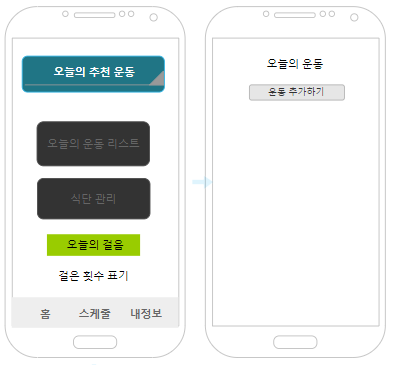 오늘의 추천 운동
오늘의 운동 리스트
식단 관리
오늘의 걸음
걸은 횟수 표기
홈 스케줄 내정보
오늘의 운동
운동 추가하기